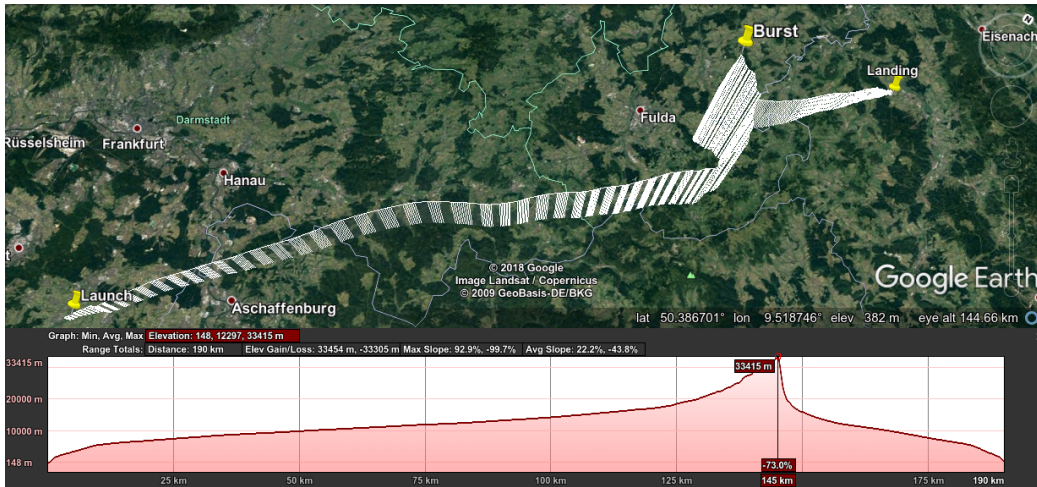 Burst
Eisenach
Landing
Fulda
Darmstadt
Rüsselsheim
Frankfurt
Hanau
t
Launch
Aschaffenburg
© 2018 Google
Image Landsat / Copernicus
© 2009 GeoBasis-DE/BKG
Google Earth
lat 50.386701° lon 9.518746° elev 382 m eye alt 144.66 km
N
Graph: Min, Avg, Max Elevation: 148, 12297, 33415 m
Range Totals: Distance: 190 km Elev Gain/Loss: 33454 m, -33305 m Max Slope: 92.9%, -99.7% Avg Slope: 22.2%, -43.8%
33415 m
33415 m
20000 m
10000 m
148 m
-73.0%
25 km 50 km 75 km 100 km 125 km 145 km 175 km 190 km